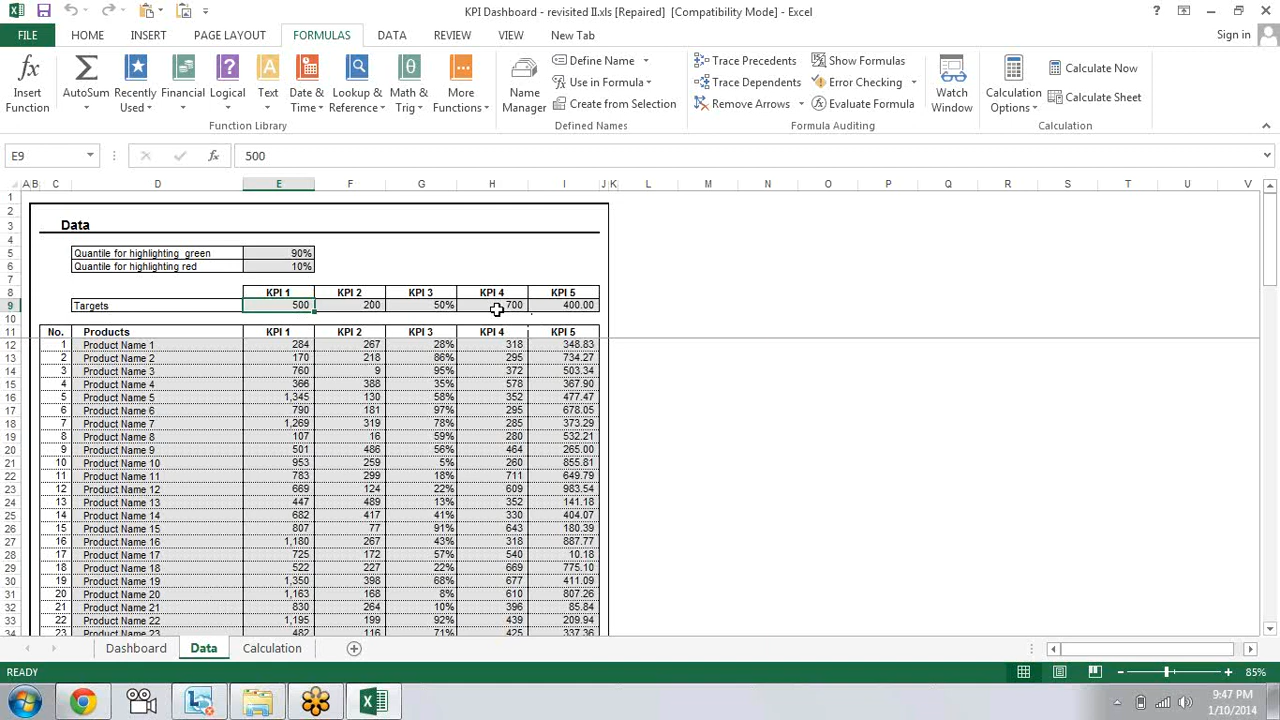 KPI Dashboard - revisited II.xls [Repaired] [Compatibility Mode] - Excel
?
Sign in
FILE HOME INSERT PAGE LAYOUT FORMULAS DATA REVIEW VIEW New Tab
Insert Function
AutoSum
Recently Used
Financial
Logical
Text
Date & Time
Lookup & Reference
Math & Trig
More Functions
Function Library
Name Manager
Define Name
Use in Formula
Create from Selection
Defined Names
Trace Precedents
Trace Dependents
Remove Arrows
Show Formulas
Error Checking
Evaluate Formula
Formula Auditing
Watch Window
Calculation Options
Calculate Now
Calculate Sheet
Calculation
E9 fx 500
A B C D E F G H I J K L M N O P Q R S T U V
1
2
3 Data
4
5 Quantile for highlighting green 90%
6 Quantile for highlighting red 10%
7
8 KPI 1 KPI 2 KPI 3 KPI 4 KPI 5
9 Targets 500 200 50% 700 400.00
10
11 No. Products KPI 1 KPI 2 KPI 3 KPI 4 KPI 5
12 1 Product Name 1 284 267 28% 318 348.83
13 2 Product Name 2 170 218 86% 295 734.27
14 3 Product Name 3 760 9 95% 372 503.34
15 4 Product Name 4 366 388 35% 578 367.90
16 5 Product Name 5 1,345 130 58% 352 477.47
17 6 Product Name 6 790 181 97% 295 678.05
18 7 Product Name 7 1,269 319 78% 285 373.29
19 8 Product Name 8 107 16 59% 280 532.21
20 9 Product Name 9 501 486 56% 464 265.00
21 10 Product Name 10 953 259 5% 260 855.81
22 11 Product Name 11 783 299 18% 711 649.79
23 12 Product Name 12 669 124 22% 609 983.54
24 13 Product Name 13 447 489 13% 352 141.18
25 14 Product Name 14 682 417 41% 330 404.07
26 15 Product Name 15 807 77 91% 643 180.39
27 16 Product Name 16 1,180 267 43% 318 887.77
28 17 Product Name 17 725 172 57% 540 10.18
29 18 Product Name 18 522 227 22% 669 775.10
30 19 Product Name 19 1,350 398 68% 677 411.09
31 20 Product Name 20 1,163 168 8% 610 807.26
32 21 Product Name 21 830 264 10% 396 85.84
33 22 Product Name 22 1,195 199 92% 439 209.94
34 23 Product Name 23 482 116 71% 425 337.36
Dashboard Data Calculation
READY
85%
9:47 PM
1/10/2014